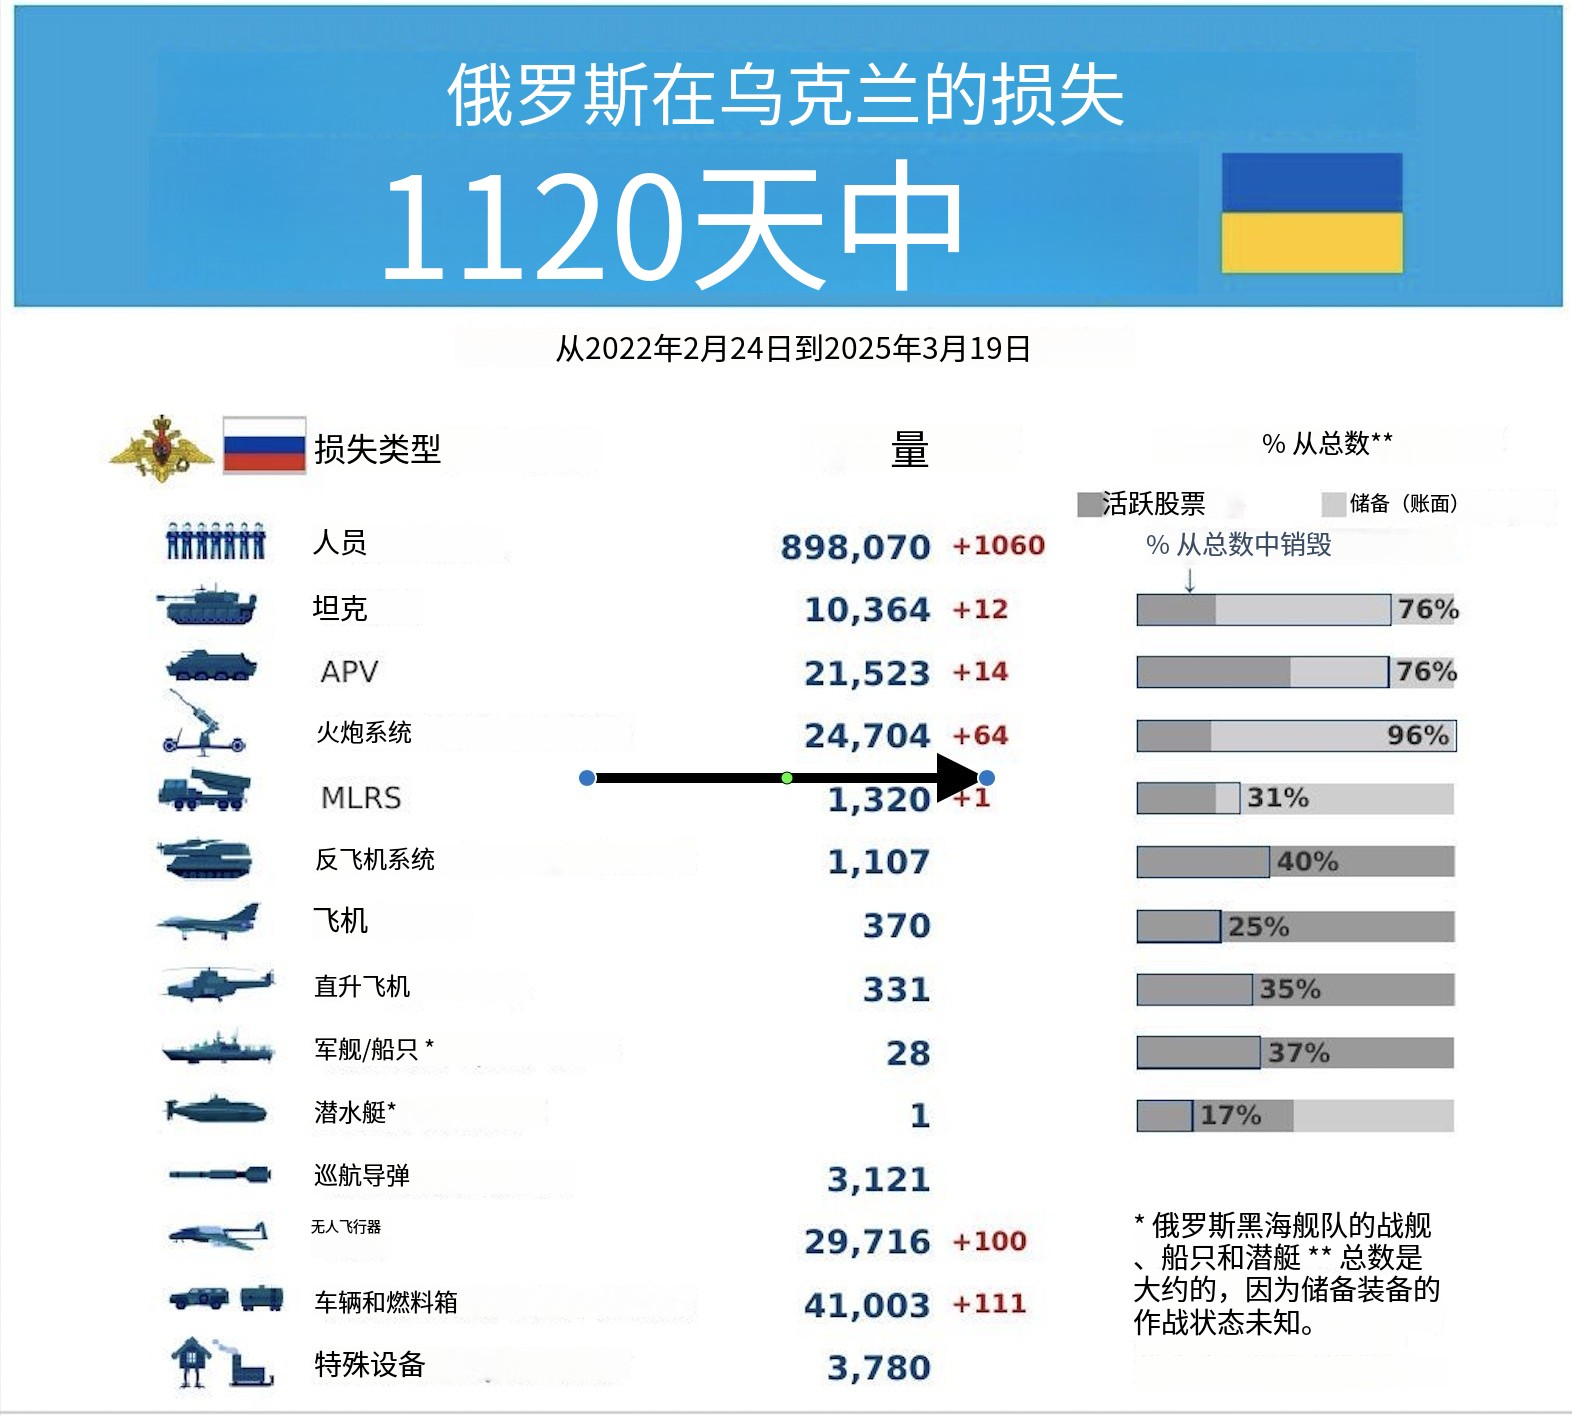 俄罗斯在乌克兰的损失
1120天中
从2022年2月24日到2025年3月19日
损失类型 量 % 从总数**
活跃股票 储备（账面）
% 从总数中销毁
人员 898,070 +1060
坦克 10,364 +12 76%
APV 21,523 +14 76%
火炮系统 24,704 +64 96%
MLRS 1,320 +1 31%
反飞机系统 1,107 40%
飞机 370 25%
直升飞机 331 35%
军舰/船只 * 28 37%
潜水艇* 1 17%
巡航导弹 3,121
无人飞行器 29,716 +100
车辆和燃料箱 41,003 +111
特殊设备 3,780
* 俄罗斯黑海舰队的战舰
、船只和潜艇 ** 总数是
大约的，因为储备装备的
作战状态未知。